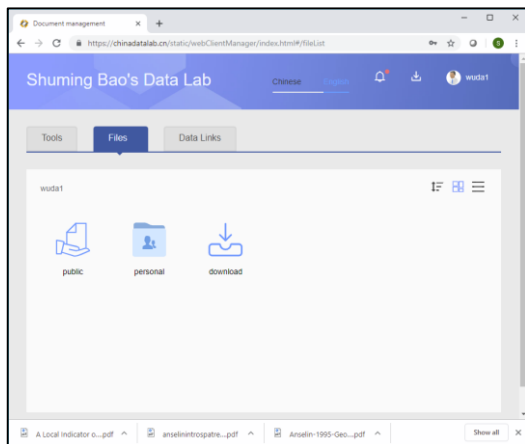 Document management
https://chinadatalab.cn/static/webClientManager/index.html#/fileList
S
Shuming Bao's Data Lab
Chinese English
wuda1
Tools Files Data Links
wuda1
public personal download
A Local Indicator o....pdf anselinintrospatre....pdf Anselin-1995-Geo....pdf Show all